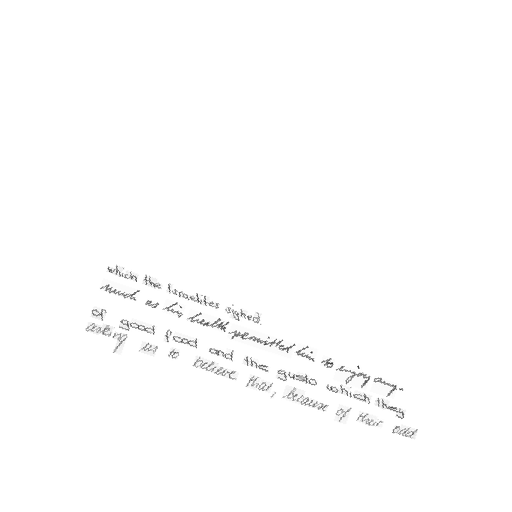 which the Israelites sighed.
much as his health permitted him to enjoy any.
of good food and the gusto which they
asking us to believe that, because of their odd